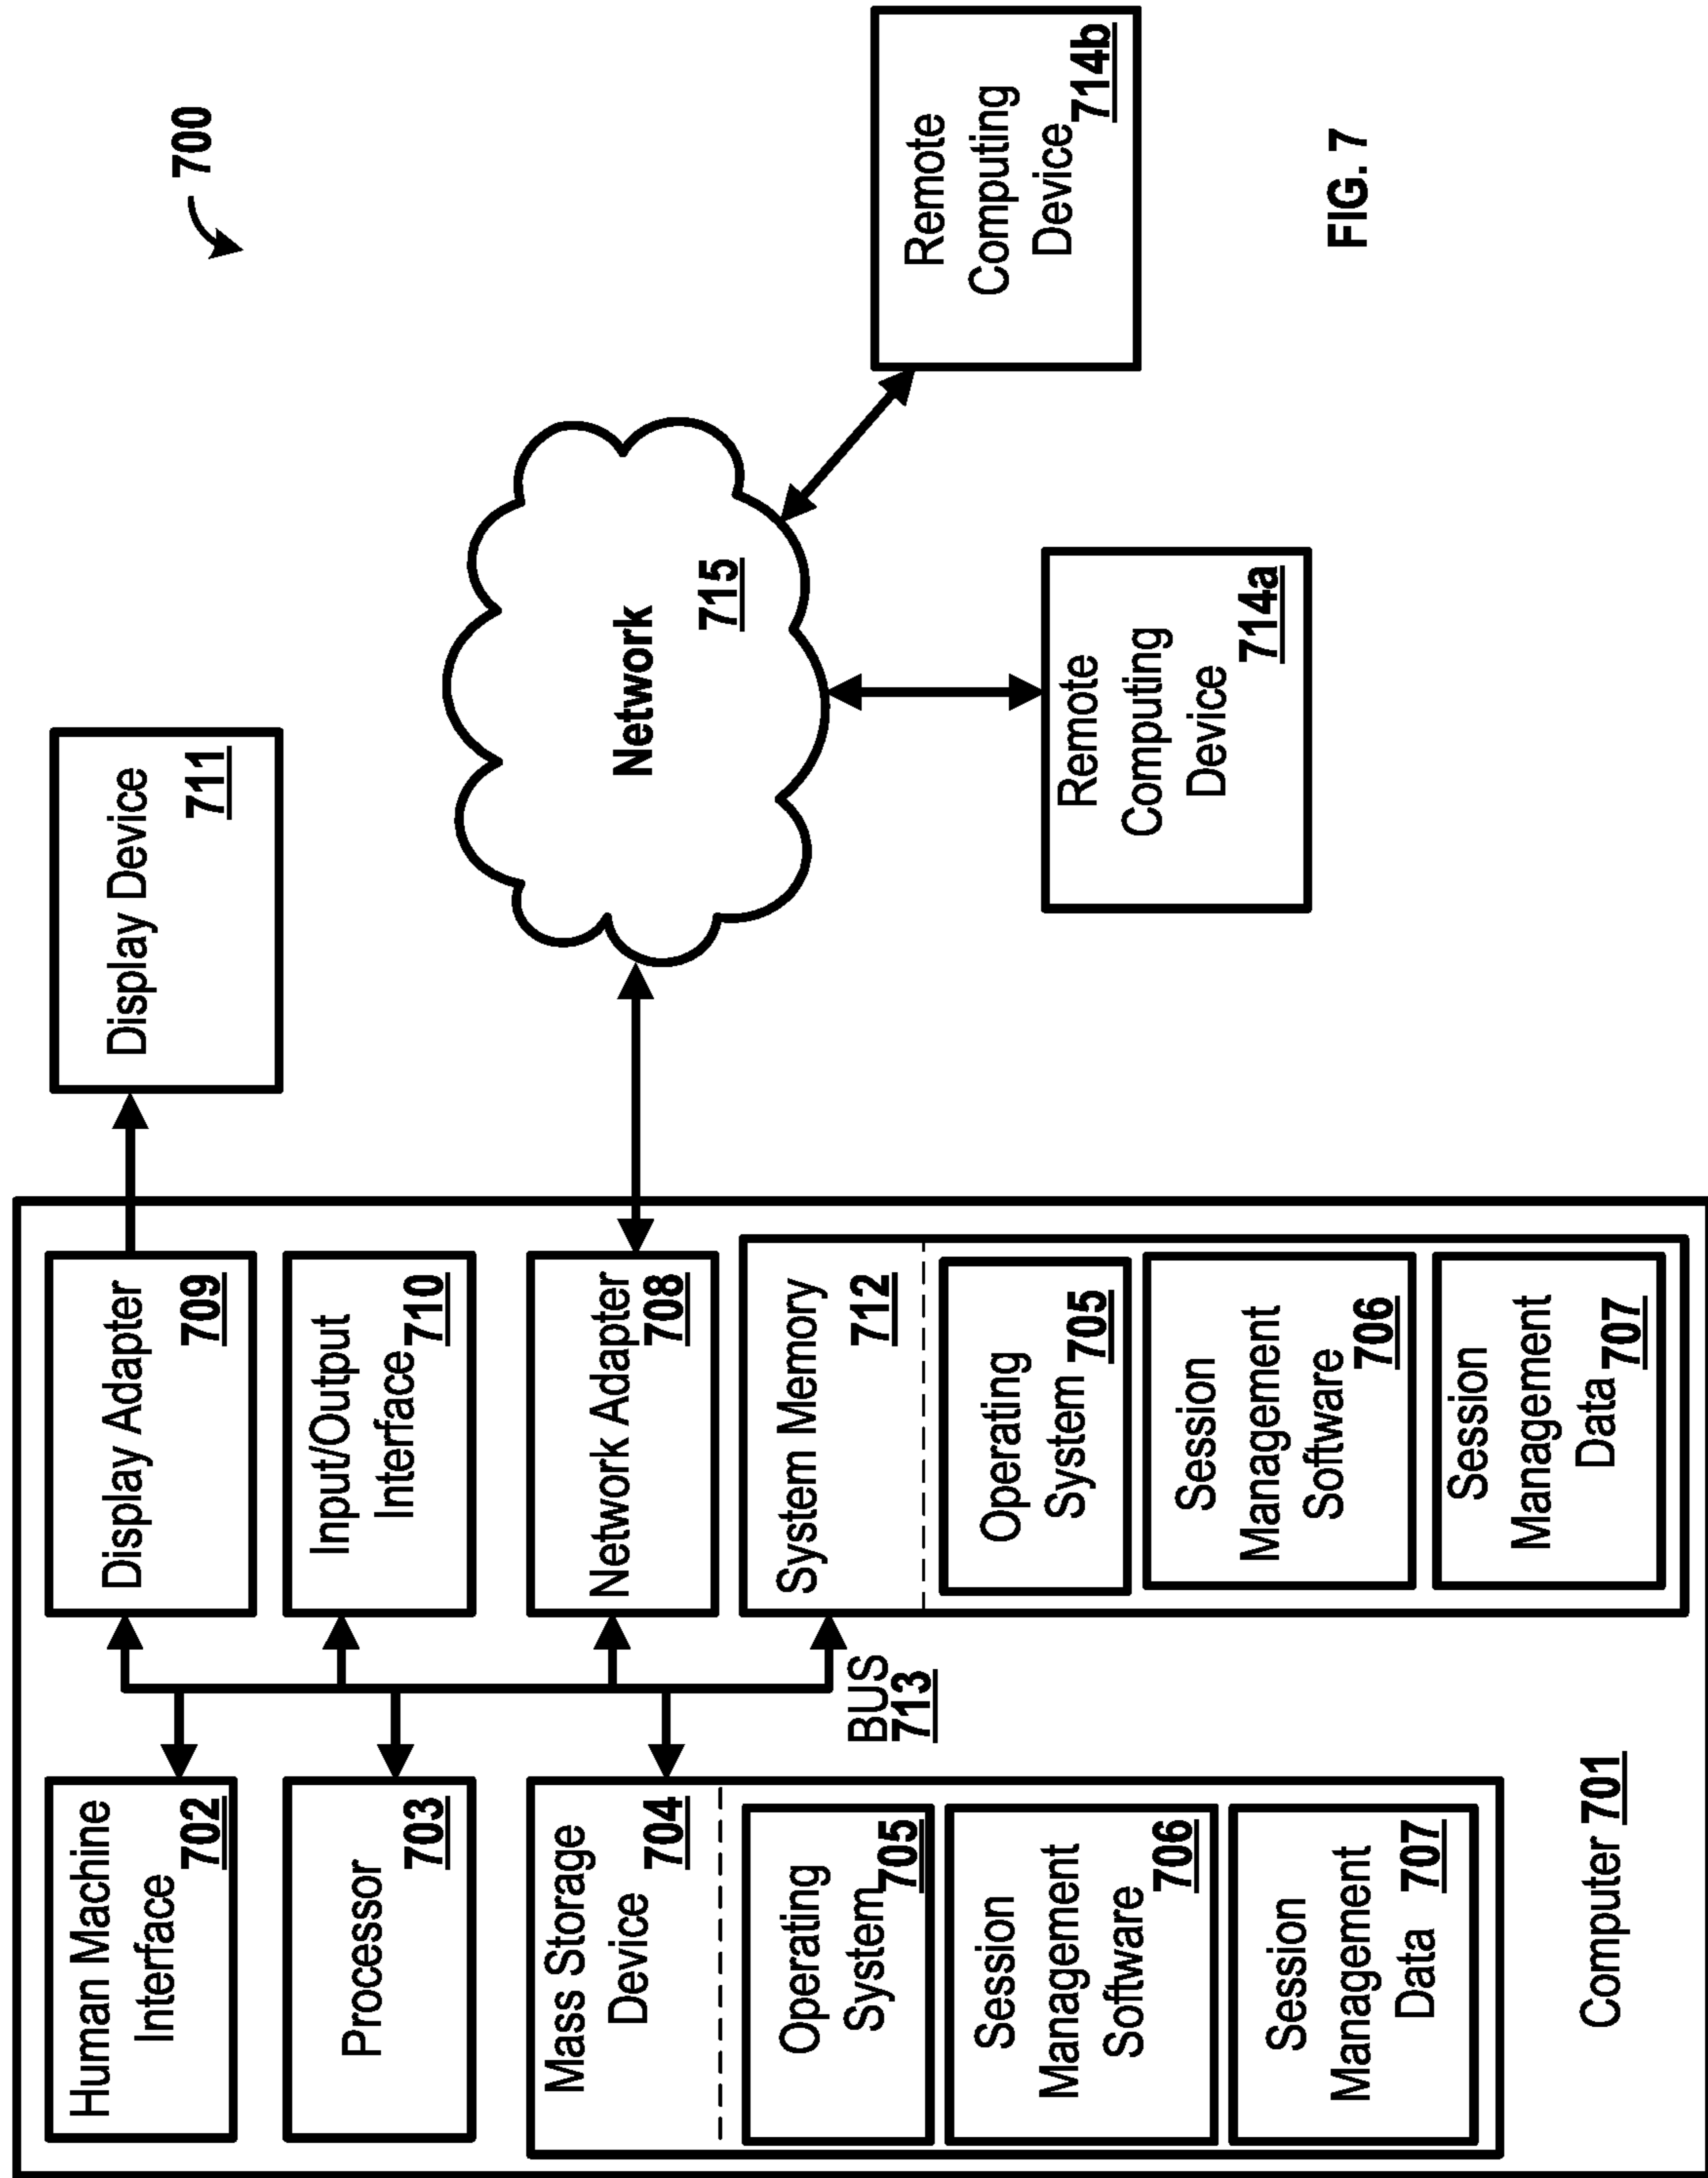 700
Human Machine
Interface
702
Processor
703
Mass Storage
Device
704
Operating
System
705
Session
Management
Software
706
Session
Management
Data
707
Computer 701
BUS
713
Display Adapter
709
Input/Output
Interface
710
Network Adapter
708
System Memory
712
Operating
System
705
Session
Management
Software
706
Session
Management
Data
707
Display Device
711
Network
715
Remote
Computing
Device
714a
Remote
Computing
Device
714b
FIG. 7